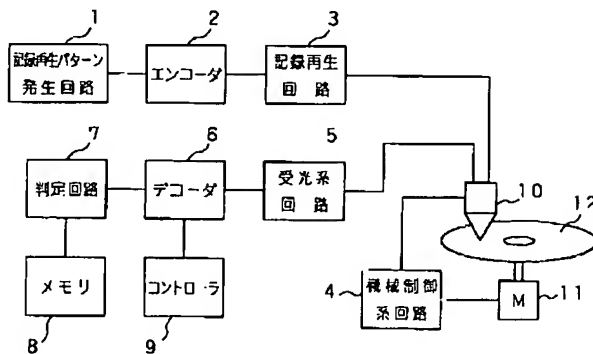 1
2
3
記録再生パターン
発生回路
エンコーダ
記録再生
回路
7
6
5
判定回路
デコーダ
受光系
回路
10
12
メモリ
コントローラ
4
機械制御
系回路
M
11
8
9